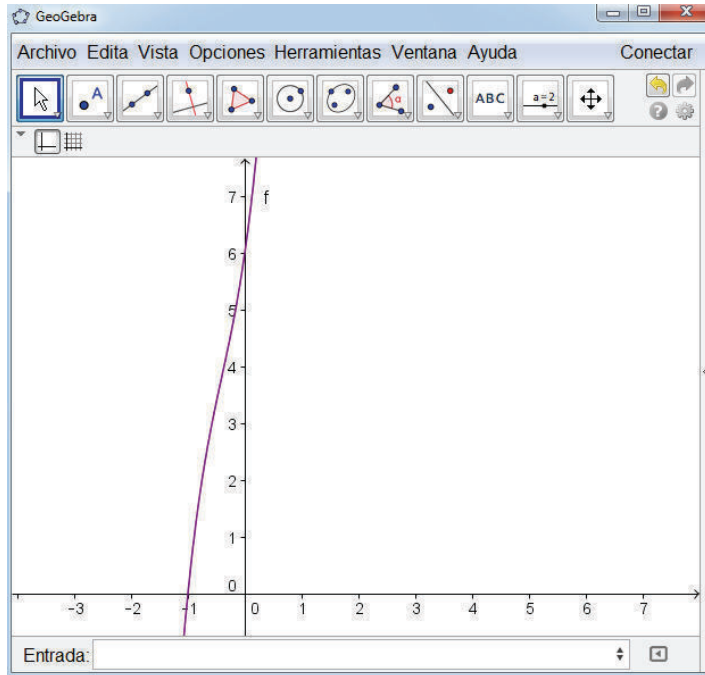 GeoGebra
Archivo Edita Vista Opciones Herramientas Ventana Ayuda Conectar
A α ABC a=2
7 f
6
5
4
3
2
1
0
-3 -2 -1 0 1 2 3 4 5 6 7
Entrada: